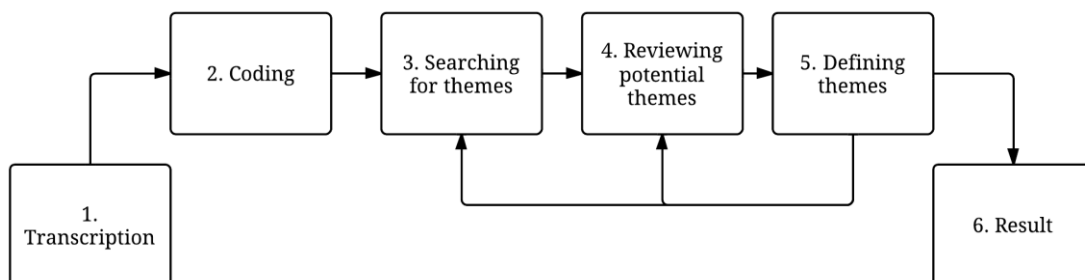 1.
Transcription
2. Coding
3. Searching
for themes
4. Reviewing
potential
themes
5. Defining
themes
6. Result